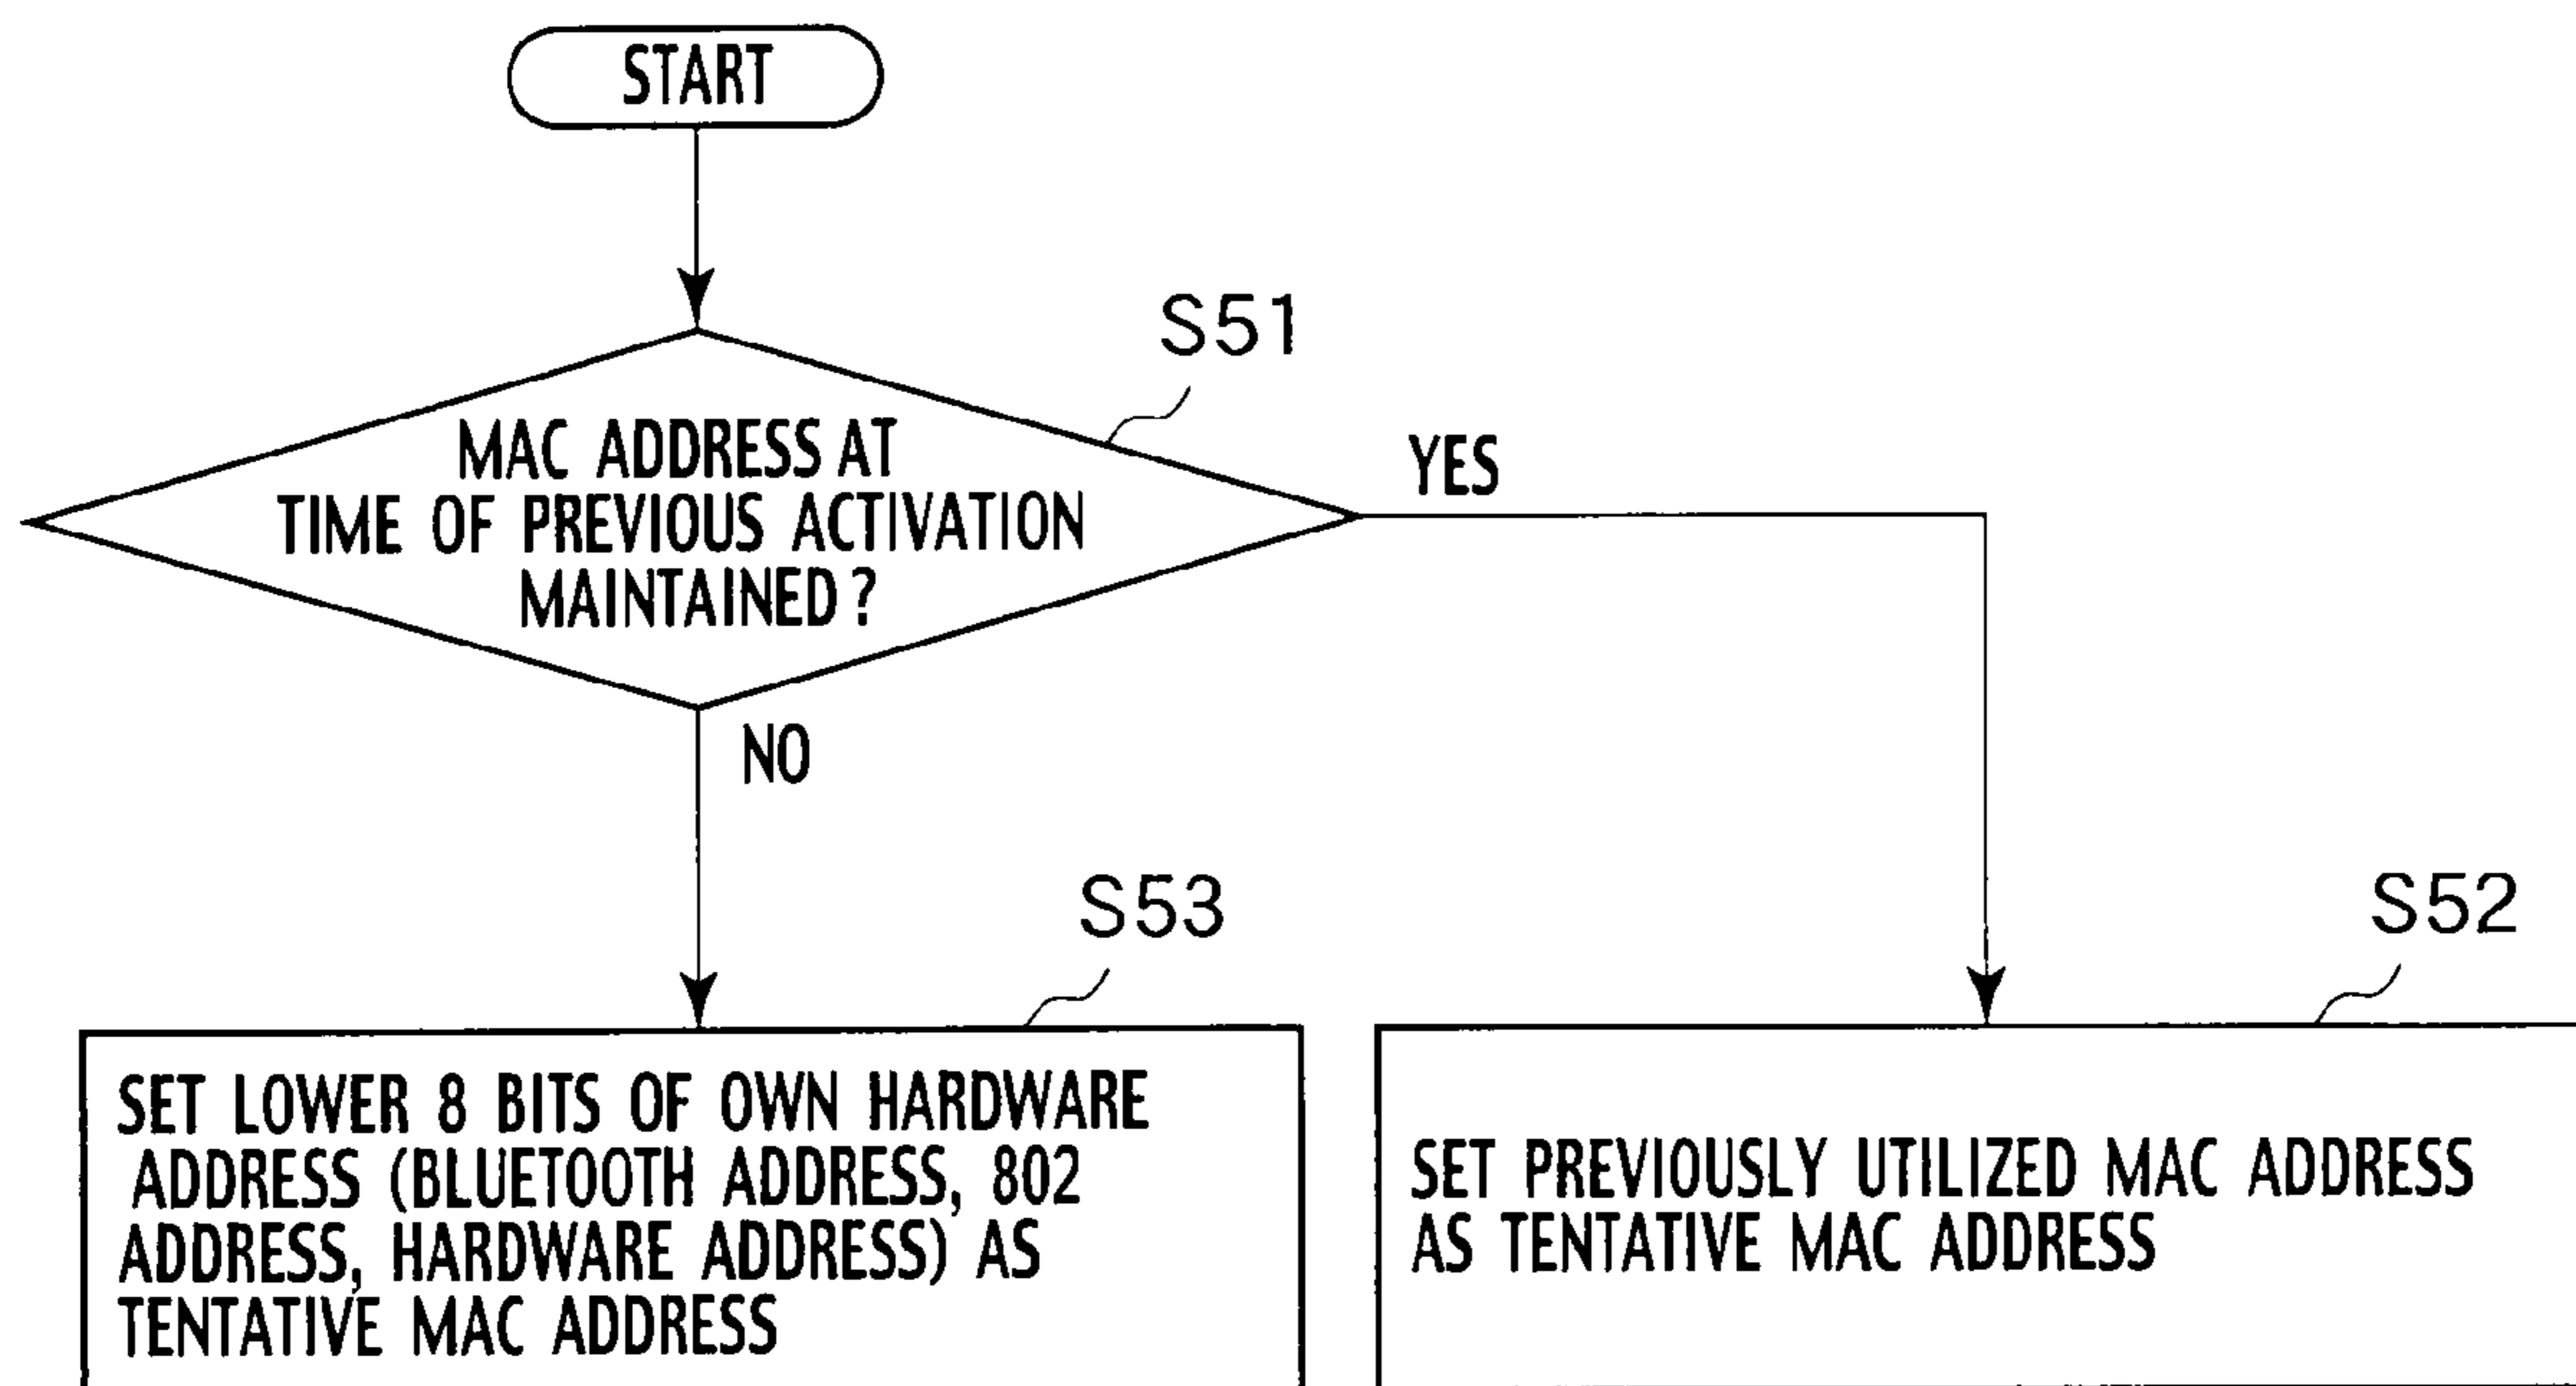 START
S51
MAC ADDRESS AT
TIME OF PREVIOUS ACTIVATION
MAINTAINED?
YES
NO
S53
S52
SET LOWER 8 BITS OF OWN HARDWARE
ADDRESS (BLUETOOTH ADDRESS, 802
ADDRESS, HARDWARE ADDRESS) AS
TENTATIVE MAC ADDRESS
SET PREVIOUSLY UTILIZED MAC ADDRESS
AS TENTATIVE MAC ADDRESS